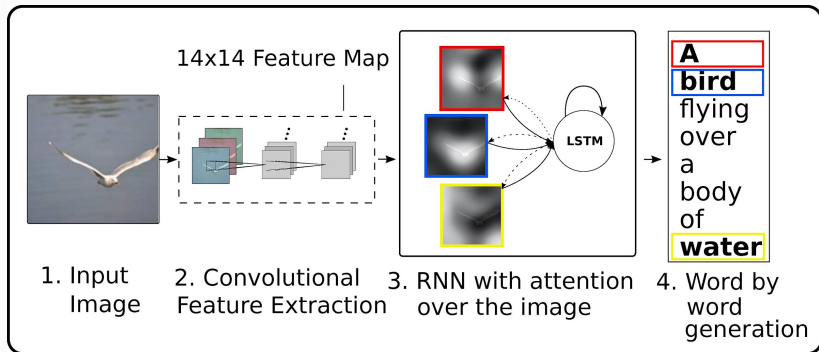 14x14 Feature Map
LSTM
A
bird
flying
over
a
body
of
water
1. Input
Image
2. Convolutional
Feature Extraction
3. RNN with attention
over the image
4. Word by
word
generation